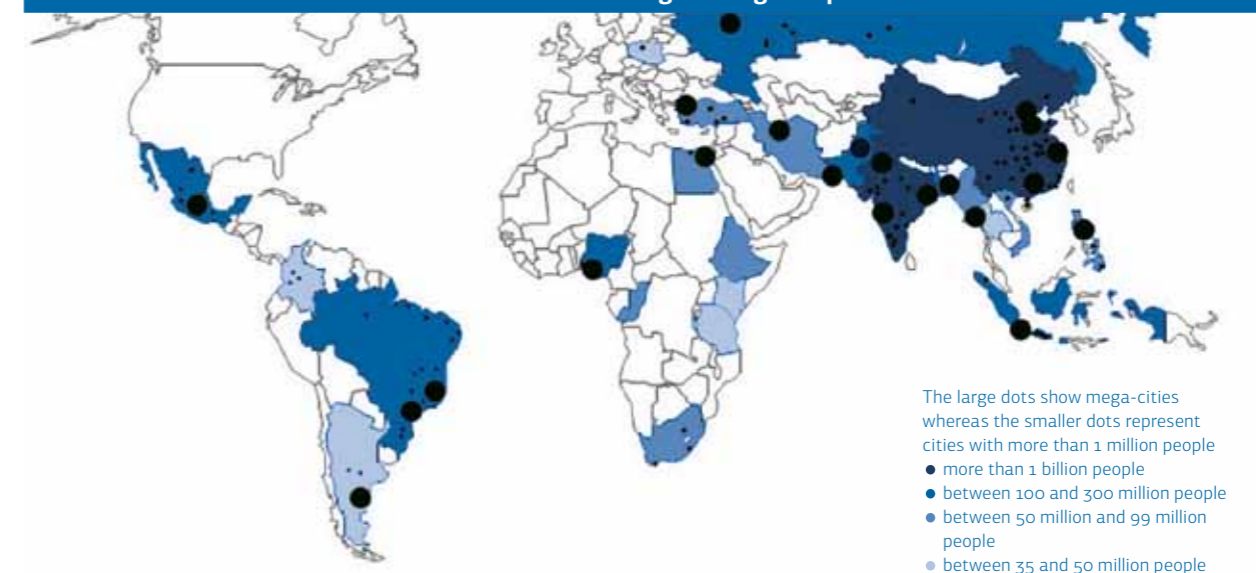 The large dots show mega-cities
whereas the smaller dots represent
cities with more than 1 million people
more than 1 billion people
between 100 and 300 million people
between 50 million and 99 million
people
between 35 and 50 million people